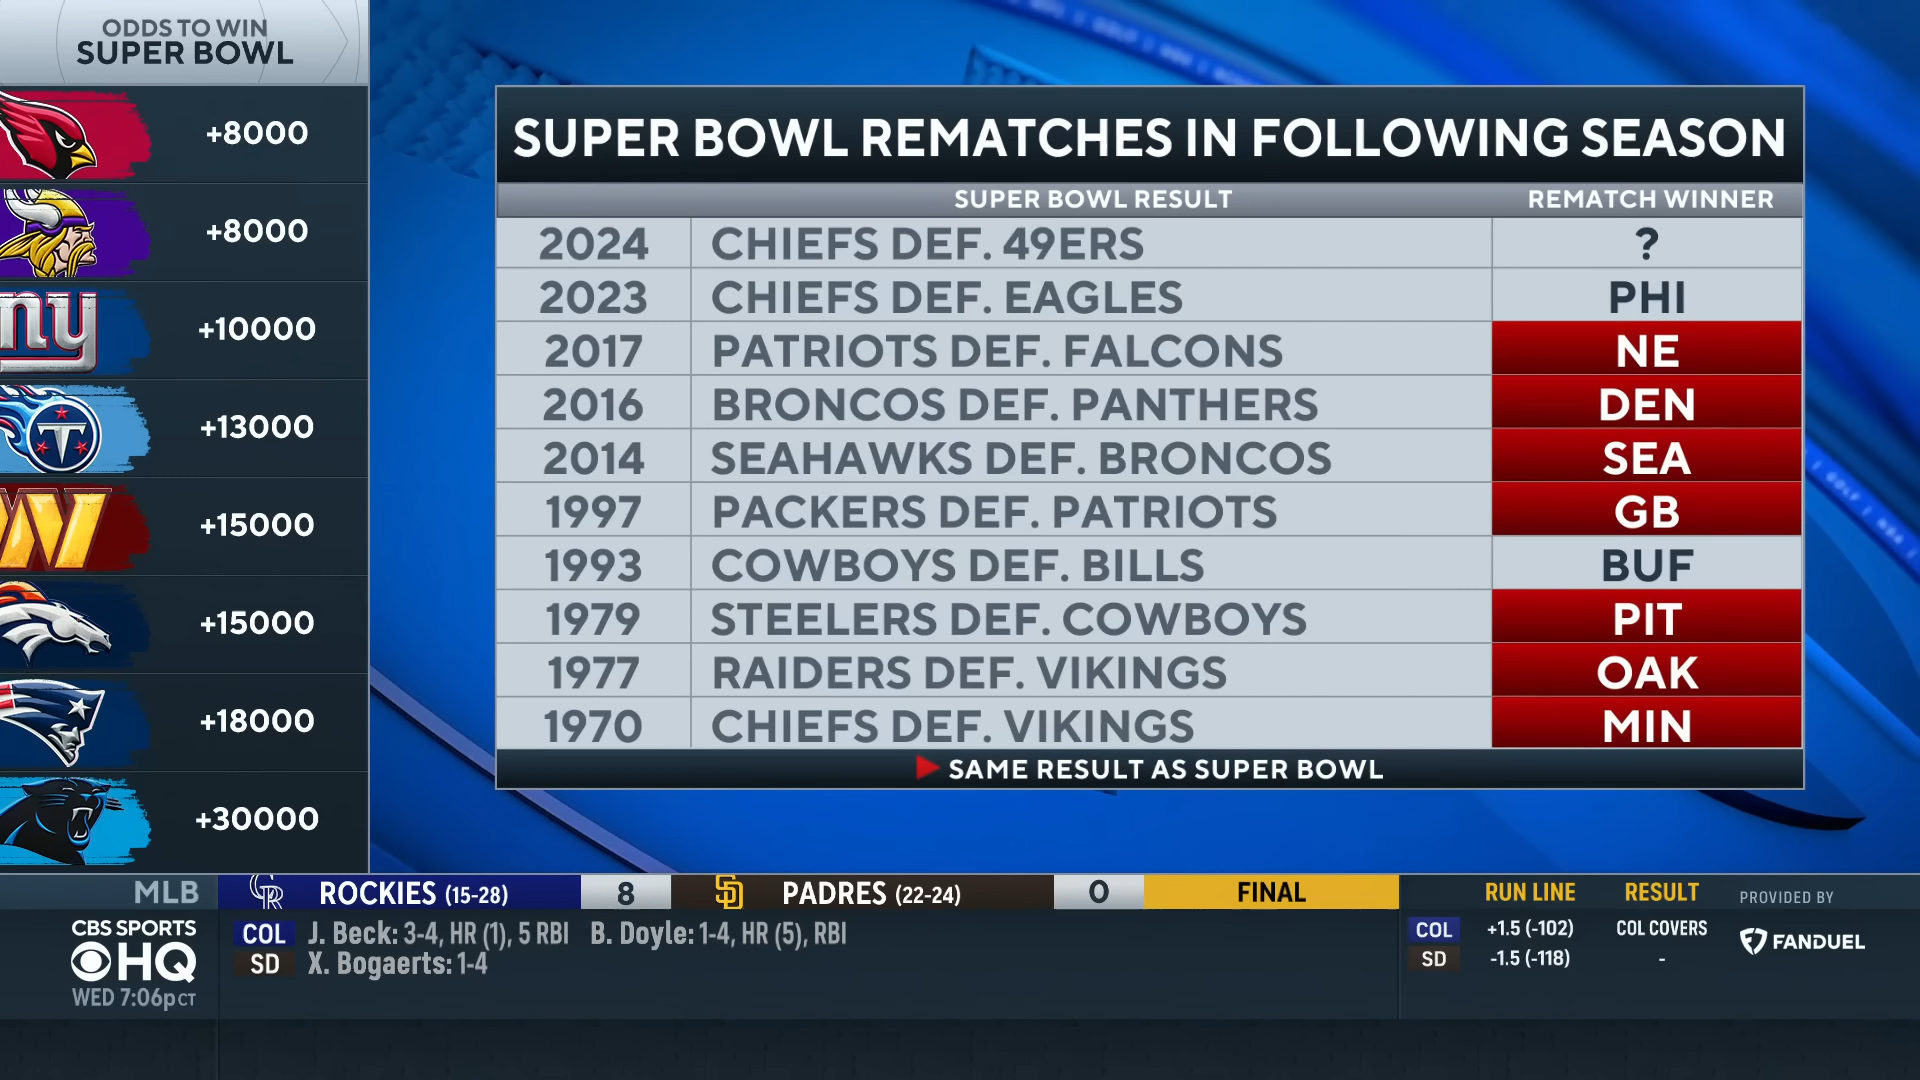 ODDS TO WIN
SUPER BOWL
+8000
+8000
ny
+10000
T
+13000
W
+15000
+15000
+18000
+30000
SUPER BOWL REMATCHES IN FOLLOWING SEASON
SUPER BOWL RESULT REMATCH WINNER
2024 CHIEFS DEF. 49ERS ?
2023 CHIEFS DEF. EAGLES PHI
2017 PATRIOTS DEF. FALCONS NE
2016 BRONCOS DEF. PANTHERS DEN
2014 SEAHAWKS DEF. BRONCOS SEA
1997 PACKERS DEF. PATRIOTS GB
1993 COWBOYS DEF. BILLS BUF
1979 STEELERS DEF. COWBOYS PIT
1977 RAIDERS DEF. VIKINGS OAK
1970 CHIEFS DEF. VIKINGS MIN
SAME RESULT AS SUPER BOWL
MLB CR ROCKIES (15-28) 8 SD PADRES (22-24) 0 FINAL
COL J. Beck: 3-4, HR (1), 5 RBI B. Doyle: 1-4, HR (5), RBI
SD X. Bogaerts: 1-4
RUN LINE RESULT
COL +1.5 (-102) COL COVERS
SD -1.5 (-118) -
PROVIDED BY
FANDUEL
CBS SPORTS
HQ
WED 7:06p CT